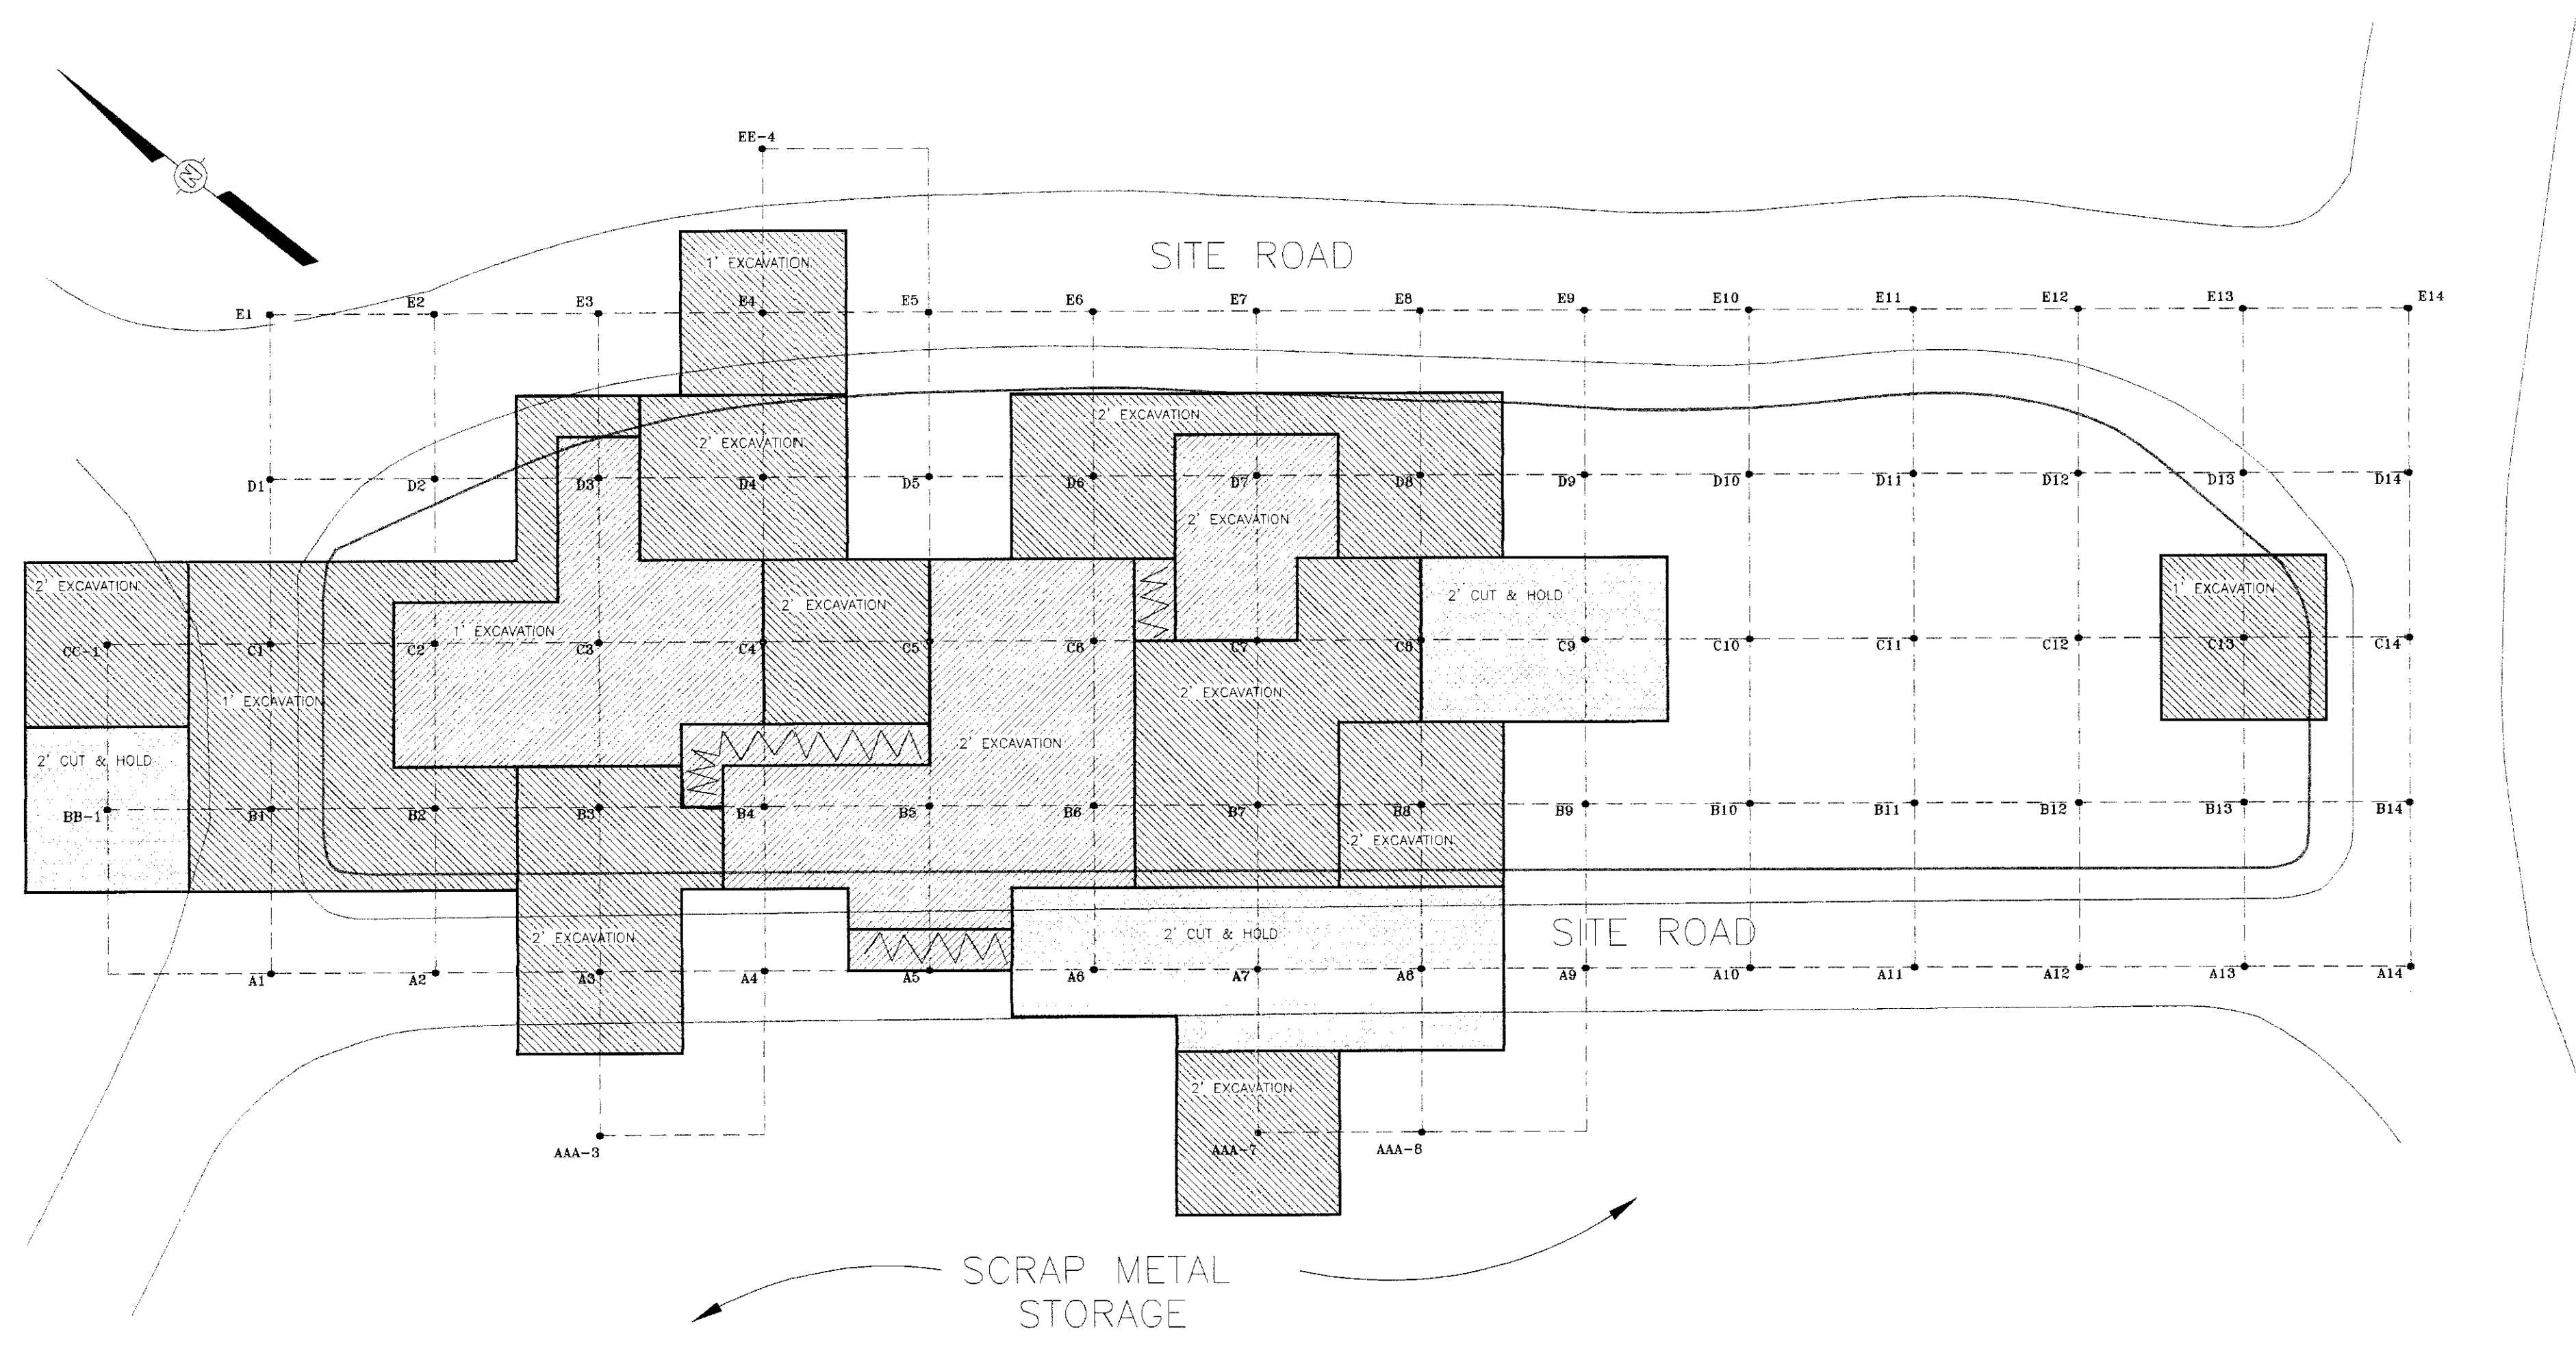 EE-4
N
SITE ROAD
1' EXCAVATION
E1 E2 E3 E4 E5 E6 E7 E8 E9 E10 E11 E12 E13 E14
2' EXCAVATION
2' EXCAVATION
D1 D2 D3 D4 D5 D6 D7 D8 D9 D10 D11 D12 D13 D14
2' EXCAVATION
2' EXCAVATION
2' EXCAVATION
2' CUT & HOLD
1' EXCAVATION
1' EXCAVATION
CC-1 C1 C2 C3 C4 C5 C6 C7 C8 C9 C10 C11 C12 C13 C14
1' EXCAVATION
2' EXCAVATION
2' EXCAVATION
2' CUT & HOLD
BB-1 B1 B2 B3 B4 B5 B6 B7 B8 B9 B10 B11 B12 B13 B14
2' EXCAVATION
2' EXCAVATION
2' CUT & HOLD
SITE ROAD
A1 A2 A3 A4 A5 A6 A7 A8 A9 A10 A11 A12 A13 A14
2' EXCAVATION
AAA-3 AAA-7 AAA-8
SCRAP METAL
STORAGE